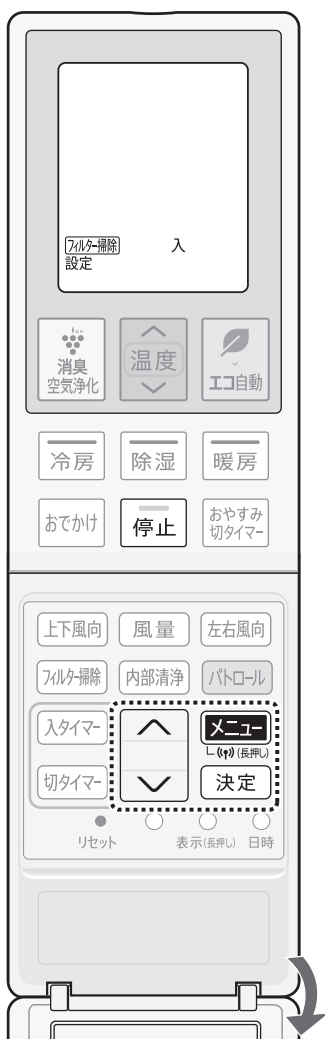 フィルター掃除 入
設定
Ion
消臭
空気浄化
温度
エコ自動
冷房 除湿 暖房
おでかけ 停止 おやすみ
切タイマー
上下風向 風量 左右風向
フィルター掃除 内部清浄 パトロール
入タイマー メニュー
(長押し)
切タイマー 決定
リセット 表示(長押し) 日時